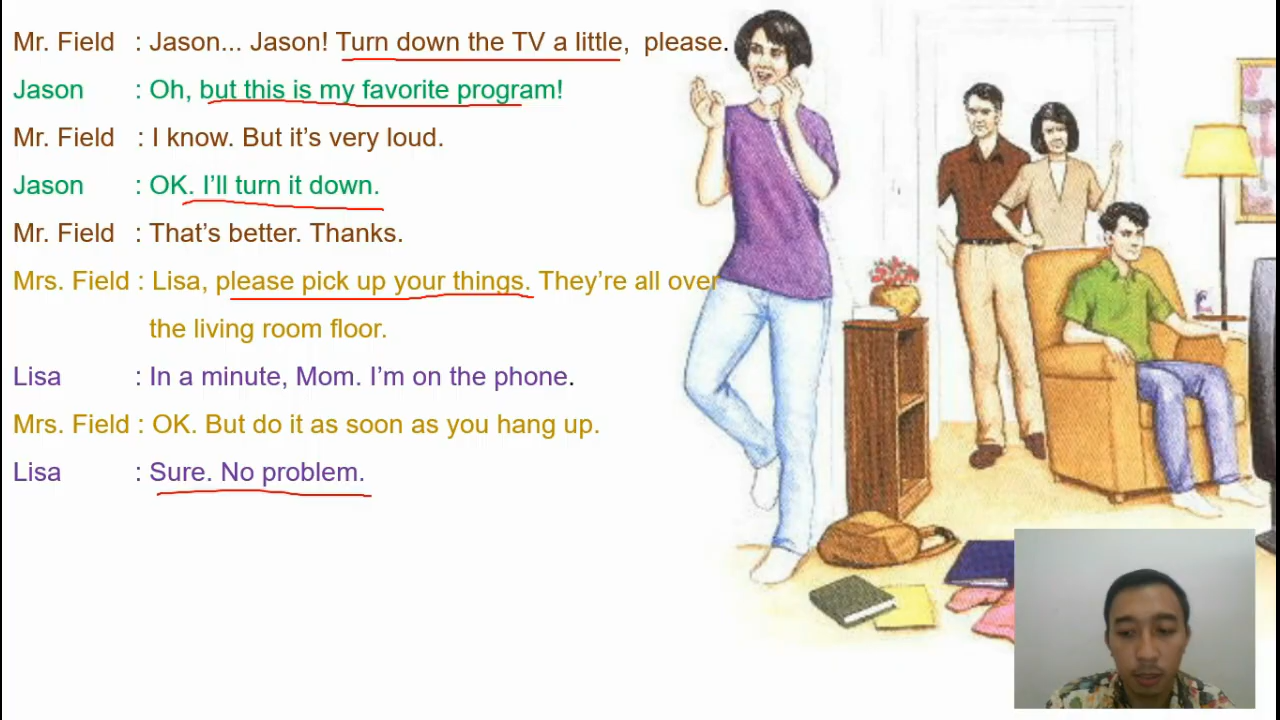 Mr. Field : Jason... Jason! Turn down the TV a little, please.
Jason : Oh, but this is my favorite program!
Mr. Field : I know. But it's very loud.
Jason : OK. I'll turn it down.
Mr. Field : That's better. Thanks.
Mrs. Field : Lisa, please pick up your things. They're all over
the living room floor.
Lisa : In a minute, Mom. I'm on the phone.
Mrs. Field : OK. But do it as soon as you hang up.
Lisa : Sure. No problem.